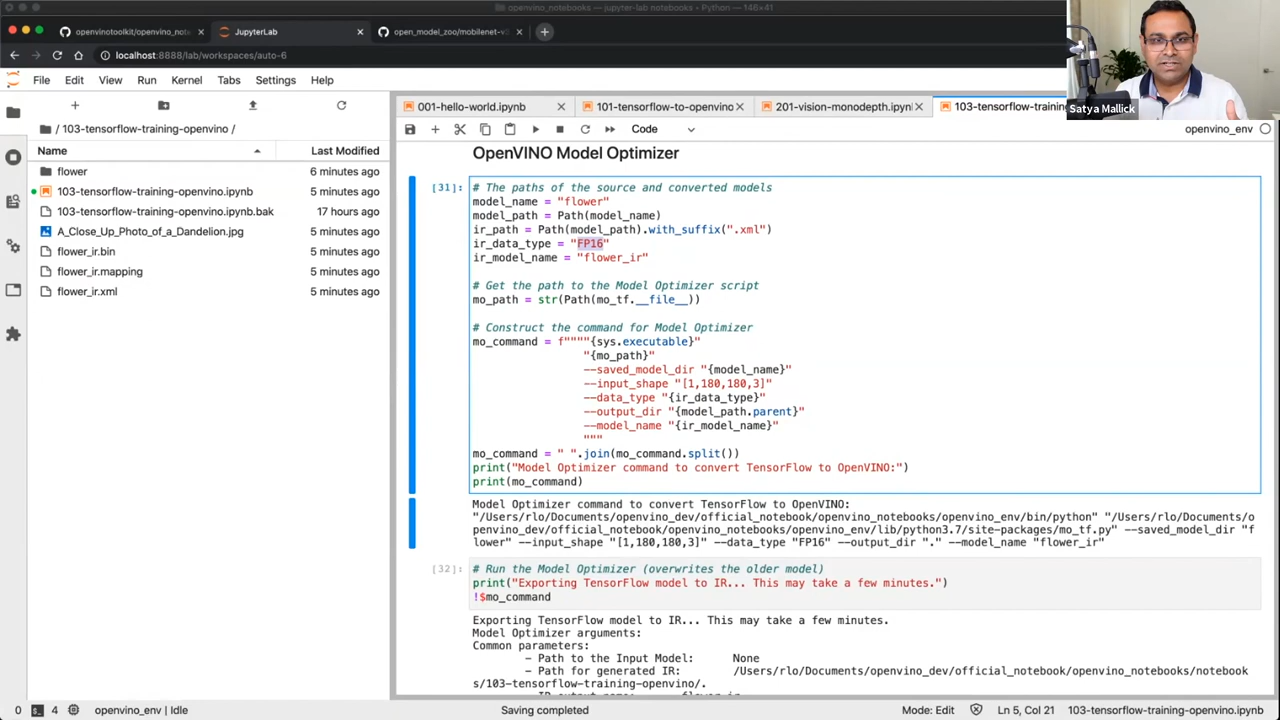 openvino_notebooks — jupyter-lab notebooks • Python — 146×41
openvinotoolkit/openvino_note
JupyterLab
open_model_zoo/mobilenet-v3
localhost:8888/lab/workspaces/auto-6
File Edit View Run Kernel Tabs Settings Help
Satya Mallick
/ 103-tensorflow-training-openvino /
Name Last Modified
flower 6 minutes ago
103-tensorflow-training-openvino.ipynb 5 minutes ago
103-tensorflow-training-openvino.ipynb.bak 17 hours ago
A_Close_Up_Photo_of_a_Dandelion.jpg 5 minutes ago
flower_ir.bin 5 minutes ago
flower_ir.mapping 5 minutes ago
flower_ir.xml 5 minutes ago
001-hello-world.ipynb
101-tensorflow-to-openvino
201-vision-monodepth.ipynl
103-tensorflow-training
Code
openvino_env
OpenVINO Model Optimizer
[31]: # The paths of the source and converted models
model_name = "flower"
model_path = Path(model_name)
ir_path = Path(model_path).with_suffix(".xml")
ir_data_type = "FP16"
ir_model_name = "flower_ir"
# Get the path to the Model Optimizer script
mo_path = str(Path(mo_tf.__file__))
# Construct the command for Model Optimizer
mo_command = f""""{sys.executable}"
"{mo_path}"
--saved_model_dir "{model_name}"
--input_shape "[1,180,180,3]"
--data_type "{ir_data_type}"
--output_dir "{model_path.parent}"
--model_name "{ir_model_name}"
"""
mo_command = " ".join(mo_command.split())
print("Model Optimizer command to convert TensorFlow to OpenVINO:")
print(mo_command)
Model Optimizer command to convert TensorFlow to OpenVINO:
"/Users/rlo/Documents/openvino_dev/official_notebook/openvino_notebooks/openvino_env/bin/python" "/Users/rlo/Documents/o
penvino_dev/official_notebook/openvino_notebooks/openvino_env/lib/python3.7/site-packages/mo_tf.py" --saved_model_dir "f
lower" --input_shape "[1,180,180,3]" --data_type "FP16" --output_dir "." --model_name "flower_ir"
[32]: # Run the Model Optimizer (overwrites the older model)
print("Exporting TensorFlow model to IR... This may take a few minutes.")
!$mo_command
Exporting TensorFlow model to IR... This may take a few minutes.
Model Optimizer arguments:
Common parameters:
- Path to the Input Model: None
- Path for generated IR: /Users/rlo/Documents/openvino_dev/official_notebook/openvino_notebooks/notebook
s/103-tensorflow-training-openvino/.
- IR output name: flower_ir
0 4 openvino_env | Idle Saving completed Mode: Edit Ln 5, Col 21 103-tensorflow-training-openvino.ipynb